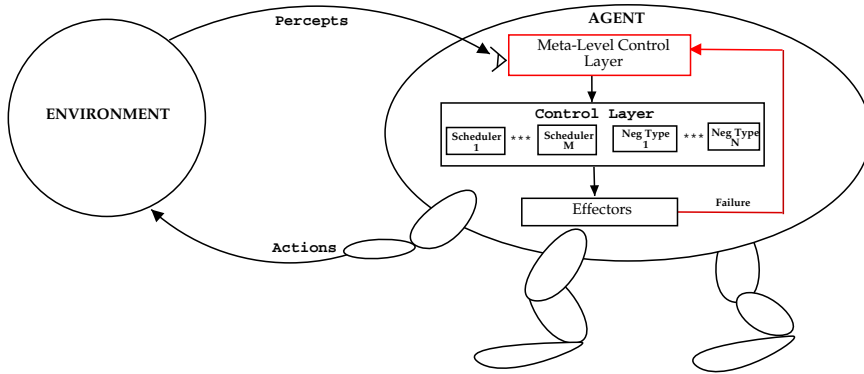 Percepts
AGENT
Meta-Level Control
Layer
ENVIRONMENT
Control Layer
Scheduler
1
***
Scheduler
M
Neg Type
1
***
Neg Type
N
Effectors
Failure
Actions